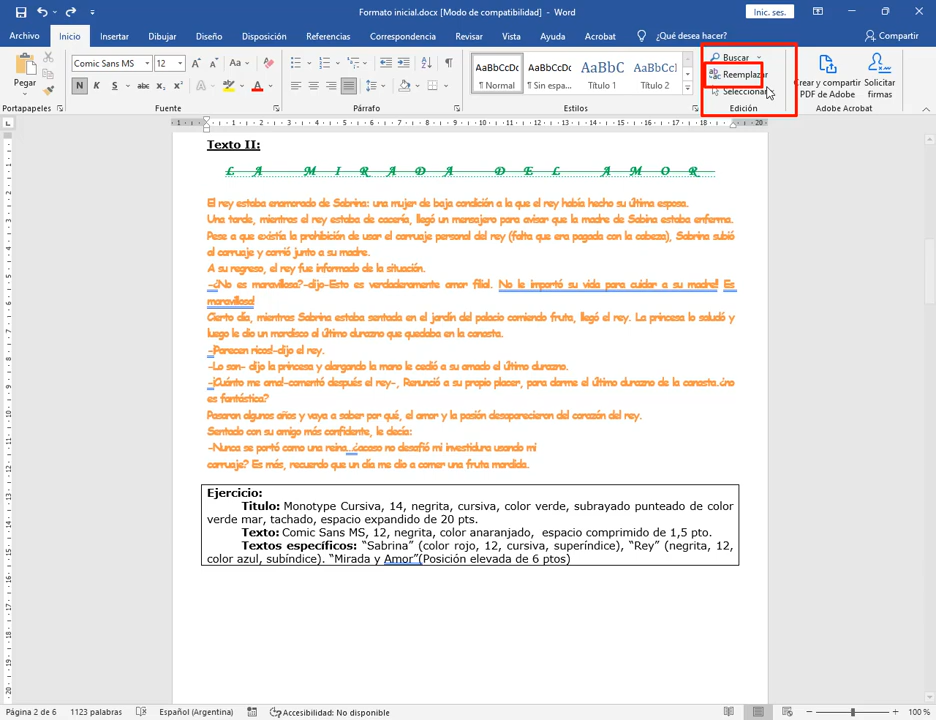 Formato inicial.docx [Modo de compatibilidad] - Word
Inic. ses.
Archivo Inicio Insertar Dibujar Diseño Disposición Referencias Correspondencia Revisar Vista Ayuda Acrobat ¿Qué desea hacer? Compartir
Pegar
Comic Sans MS 12
N K S abc x₂ x²
AaBbCcDc AaBbCcDc AaBbC AaBbCcI
¶ Normal ¶ Sin espa... Título 1 Título 2
Buscar
Reemplazar
Seleccionar
Crear y compartir PDF de Adobe
Solicitar firmas
Portapapeles Fuente Párrafo Estilos Edición Adobe Acrobat
Texto II:
LA MIRADA DEL AMOR
El rey estaba enamorado de Sabrina: una mujer de baja condición a la que el rey había hecho su última esposa.
Una tarde, mientras el rey estaba de cacería, llegó un mensajero para avisar que la madre de Sabina estaba enferma.
Pese a que existía la prohibición de usar el carruaje personal del rey (falta que era pagada con la cabeza), Sabrina subió
al carruaje y corrió junto a su madre.
A su regreso, el rey fue informado de la situación.
-¿No es maravillosa?-dijo-Esto es verdaderamente amor filial. No le importó su vida para cuidar a su madre!! Es
maravillosa!
Cierto día, mientras Sabrina estaba sentada en el jardín del palacio comiendo fruta, llegó el rey. La princesa lo saludó y
luego le dio un mordisco al último durazno que quedaba en la canasta.
-¡Parecen ricos!-dijo el rey.
-Lo son- dijo la princesa y alargando la mano le cedió a su amado el último durazno.
-¡Cuánto me ama!-comentó después el rey-, Renunció a su propio placer, para darme el último durazno de la canasta.¿no
es fantástica?
Pasaron algunos años y vaya a saber por qué, el amor y la pasión desaparecieron del corazón del rey.
Sentado con su amigo más confidente, le decía:
-Nunca se portó como una reina..¿acaso no desafió mi investidura usando mi
carruaje? Es más, recuerdo que un día me dio a comer una fruta mordida.
Ejercicio:
Titulo: Monotype Cursiva, 14, negrita, cursiva, color verde, subrayado punteado de color
verde mar, tachado, espacio expandido de 20 pts.
Texto: Comic Sans MS, 12, negrita, color anaranjado, espacio comprimido de 1,5 pto.
Textos específicos: “Sabrina” (color rojo, 12, cursiva, superíndice), “Rey” (negrita, 12,
color azul, subíndice). “Mirada y Amor”(Posición elevada de 6 ptos)
Página 2 de 6 1123 palabras Español (Argentina) Accesibilidad: No disponible 100 %